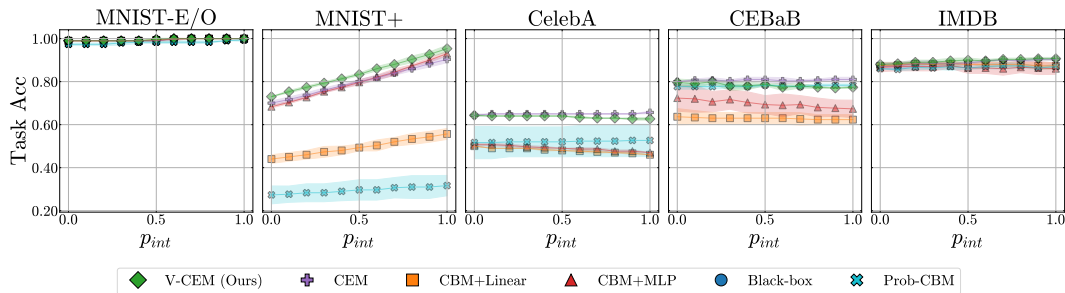 MNIST-E/O MNIST+ CelebA CEBaB IMDB
Task Acc
1.00
0.80
0.60
0.40
0.20
0.0 0.5 1.0 0.0 0.5 1.0 0.0 0.5 1.0 0.0 0.5 1.0 0.0 0.5 1.0
p_int p_int p_int p_int p_int
V-CEM (Ours) CEM CBM+Linear CBM+MLP Black-box Prob-CBM